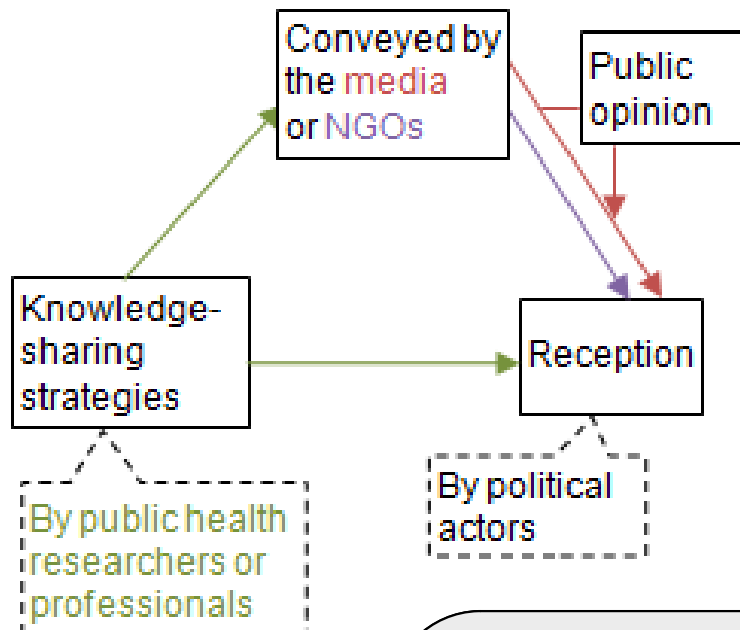 Conveyed by
the media
or NGOs
Public
opinion
Knowledge-
sharing
strategies
Reception
By political
actors
By public health
researchers or
professionals